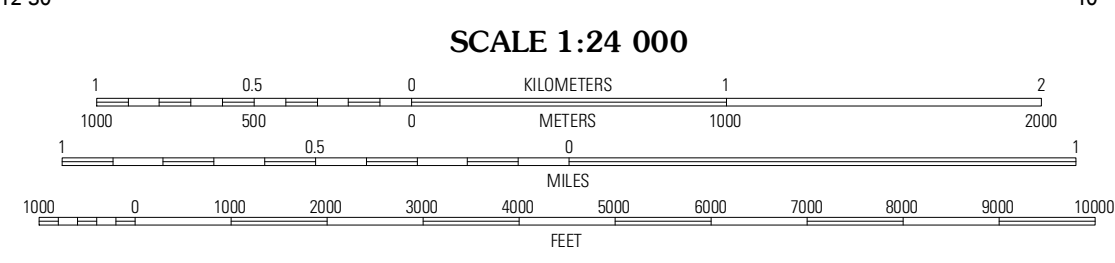 SCALE 1:24 000
1 0.5 0 KILOMETERS 1 2
1000 500 0 METERS 1000 2000
1 0.5 0 1
MILES
1000 0 1000 2000 3000 4000 5000 6000 7000 8000 9000 10000
FEET